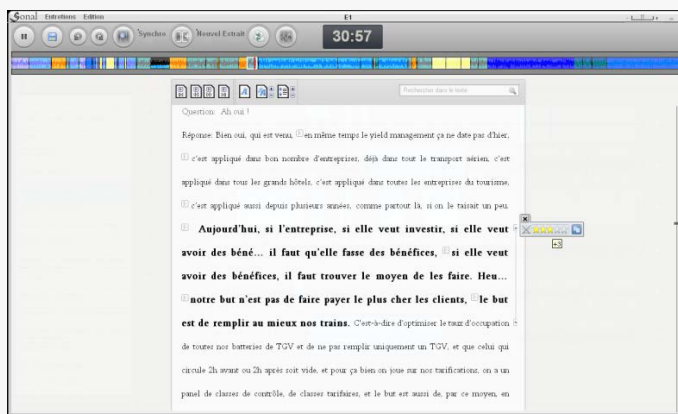 Sonal Entretiens Edition E1
Synchro Nouvel Extrait 30:57
Rechercher dans le texte
Question: Ah oui !
Réponse: Bien oui, qui est venu, en même temps le yield management ça ne date pas d'hier,
c'est appliqué dans bon nombre d'entreprises, déjà dans tout le transport aérien, c'est
appliqué dans tous les grands hôtels, c'est appliqué dans toutes les entreprises du tourisme,
c'est appliqué aussi depuis plusieurs années, comme partout là, si on le taisait un peu.
Aujourd'hui, si l'entreprise, si elle veut investir, si elle veut
avoir des béné... il faut qu'elle fasse des bénéfices, si elle veut
avoir des bénéfices, il faut trouver le moyen de les faire. Heu...
notre but n'est pas de faire payer le plus cher les clients, le but
est de remplir au mieux nos trains. C'est-à-dire d'optimiser le taux d'occupation
de toutes nos batteries de TGV et de ne pas remplir uniquement un TGV, et que celui qui
circule 2h avant ou 2h après soit vide, et pour ça bien on joue sur nos tarifications, on a un
panel de classes de contrôle, de classes tarifaires, et le but est aussi de, par ce moyen, en
+3